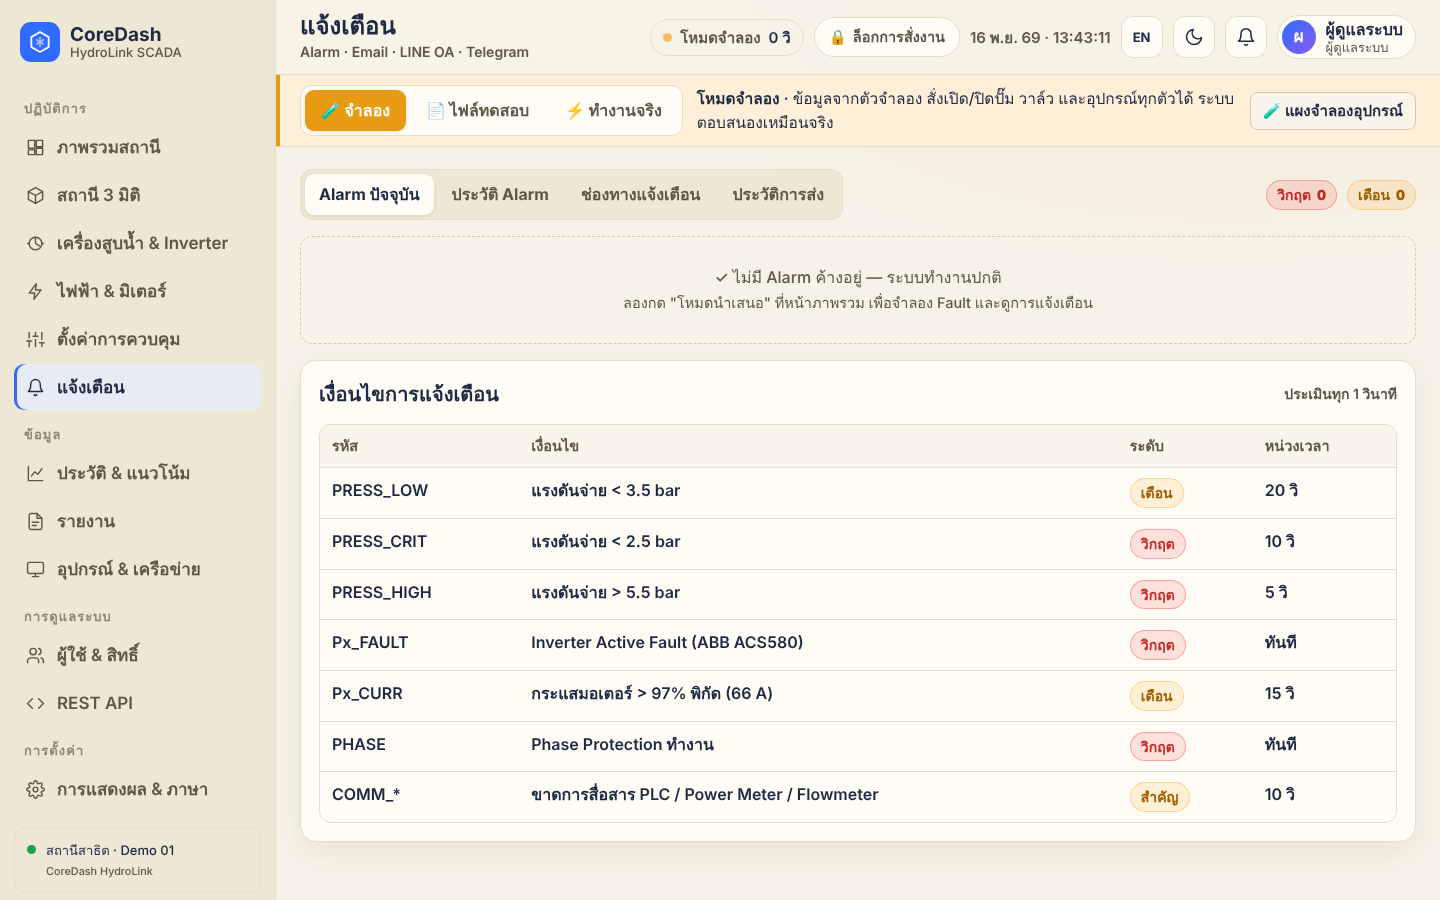 CoreDash
HydroLink SCADA
ปฏิบัติการ
ภาพรวมสถานี
สถานี 3 มิติ
เครื่องสูบน้ำ & Inverter
ไฟฟ้า & มิเตอร์
ตั้งค่าการควบคุม
แจ้งเตือน
ข้อมูล
ประวัติ & แนวโน้ม
รายงาน
อุปกรณ์ & เครือข่าย
การดูแลระบบ
ผู้ใช้ & สิทธิ์
REST API
การตั้งค่า
การแสดงผล & ภาษา
สถานีสาธิต · Demo 01
CoreDash HydroLink
แจ้งเตือน
Alarm · Email · LINE OA · Telegram
โหมดจำลอง 0 วิ
ล็อกการสั่งงาน
16 พ.ย. 69 · 13:43:11
EN
ผ
ผู้ดูแลระบบ
ผู้ดูแลระบบ
จำลอง
ไฟล์ทดสอบ
ทำงานจริง
โหมดจำลอง · ข้อมูลจากตัวจำลอง สั่งเปิด/ปิดปั๊ม วาล์ว และอุปกรณ์ทุกตัวได้ ระบบ
ตอบสนองเหมือนจริง
แผงจำลองอุปกรณ์
Alarm ปัจจุบัน
ประวัติ Alarm
ช่องทางแจ้งเตือน
ประวัติการส่ง
วิกฤต 0
เตือน 0
✓ ไม่มี Alarm ค้างอยู่ — ระบบทำงานปกติ
ลองกด "โหมดนำเสนอ" ที่หน้าภาพรวม เพื่อจำลอง Fault และดูการแจ้งเตือน
เงื่อนไขการแจ้งเตือน
ประเมินทุก 1 วินาที
รหัส เงื่อนไข ระดับ หน่วงเวลา
PRESS_LOW แรงดันจ่าย < 3.5 bar เตือน 20 วิ
PRESS_CRIT แรงดันจ่าย < 2.5 bar วิกฤต 10 วิ
PRESS_HIGH แรงดันจ่าย > 5.5 bar วิกฤต 5 วิ
Px_FAULT Inverter Active Fault (ABB ACS580) วิกฤต ทันที
Px_CURR กระแสมอเตอร์ > 97% พิกัด (66 A) เตือน 15 วิ
PHASE Phase Protection ทำงาน วิกฤต ทันที
COMM_* ขาดการสื่อสาร PLC / Power Meter / Flowmeter สำคัญ 10 วิ